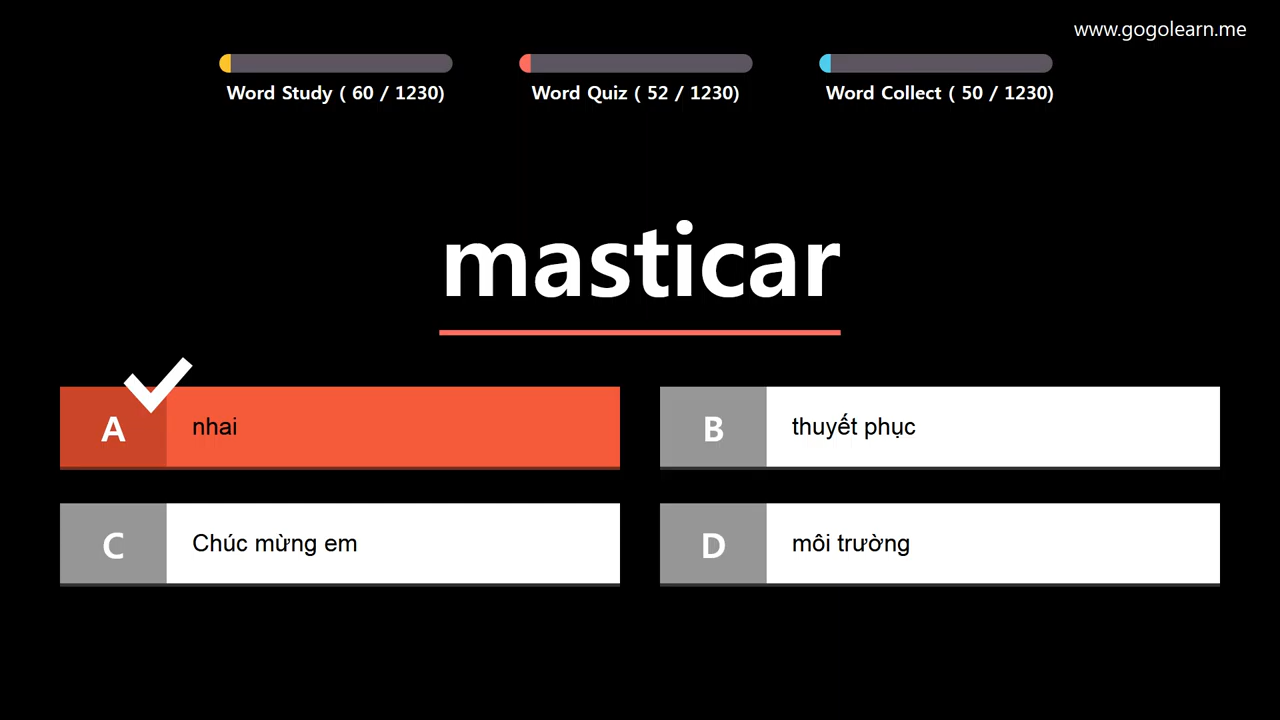 www.gogolearn.me
Word Study ( 60 / 1230)
Word Quiz ( 52 / 1230)
Word Collect ( 50 / 1230)
masticar
A nhai
B thuyết phục
C Chúc mừng em
D môi trường